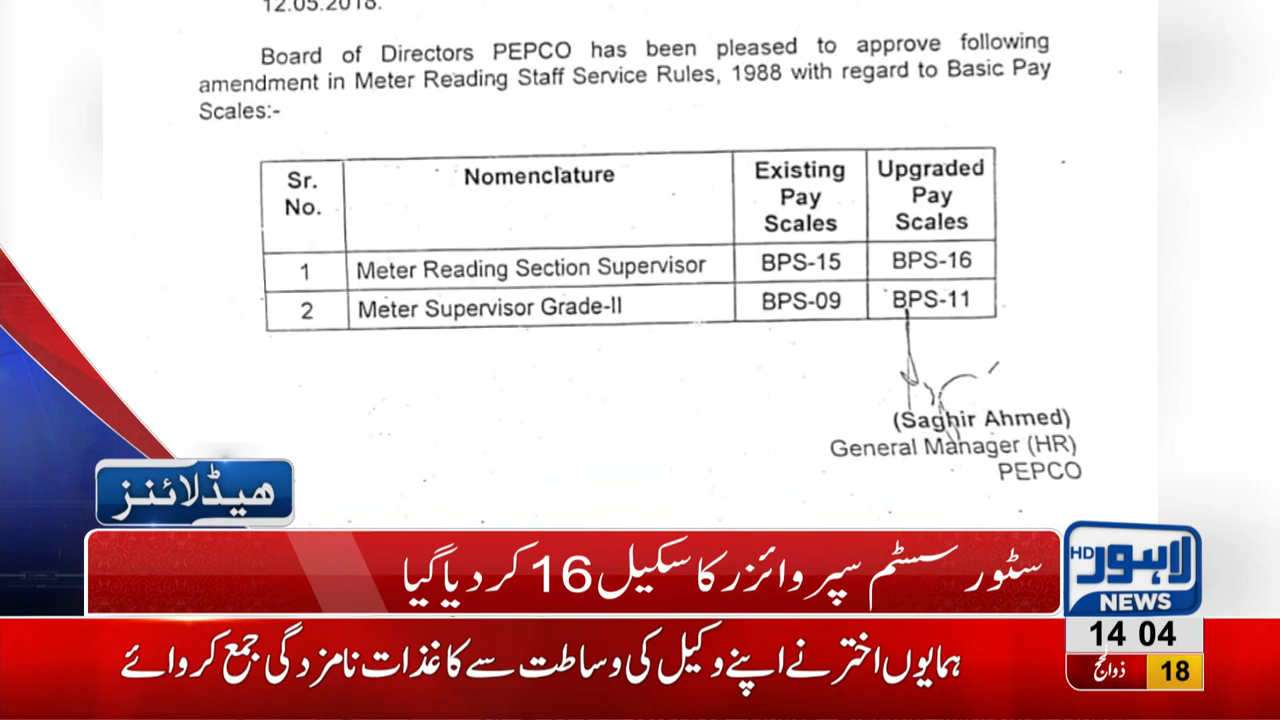 12.05.2018.
Board of Directors PEPCO has been pleased to approve following
amendment in Meter Reading Staff Service Rules, 1988 with regard to Basic Pay
Scales:-
Sr. No. Nomenclature Existing Pay Scales Upgraded Pay Scales
1 Meter Reading Section Supervisor BPS-15 BPS-16
2 Meter Supervisor Grade-II BPS-09 BPS-11
(Saghir Ahmed)
General Manager (HR)
PEPCO
ھیڈلائنز
سٹور سسٹم سپروائزر کا سکیل 16 کر دیا گیا
HD لاہور
NEWS
ہمایوں اختر نے اپنے وکیل کی وساطت سے کاغذات نامزدگی جمع کروائے
14 04
18 ذوالحج